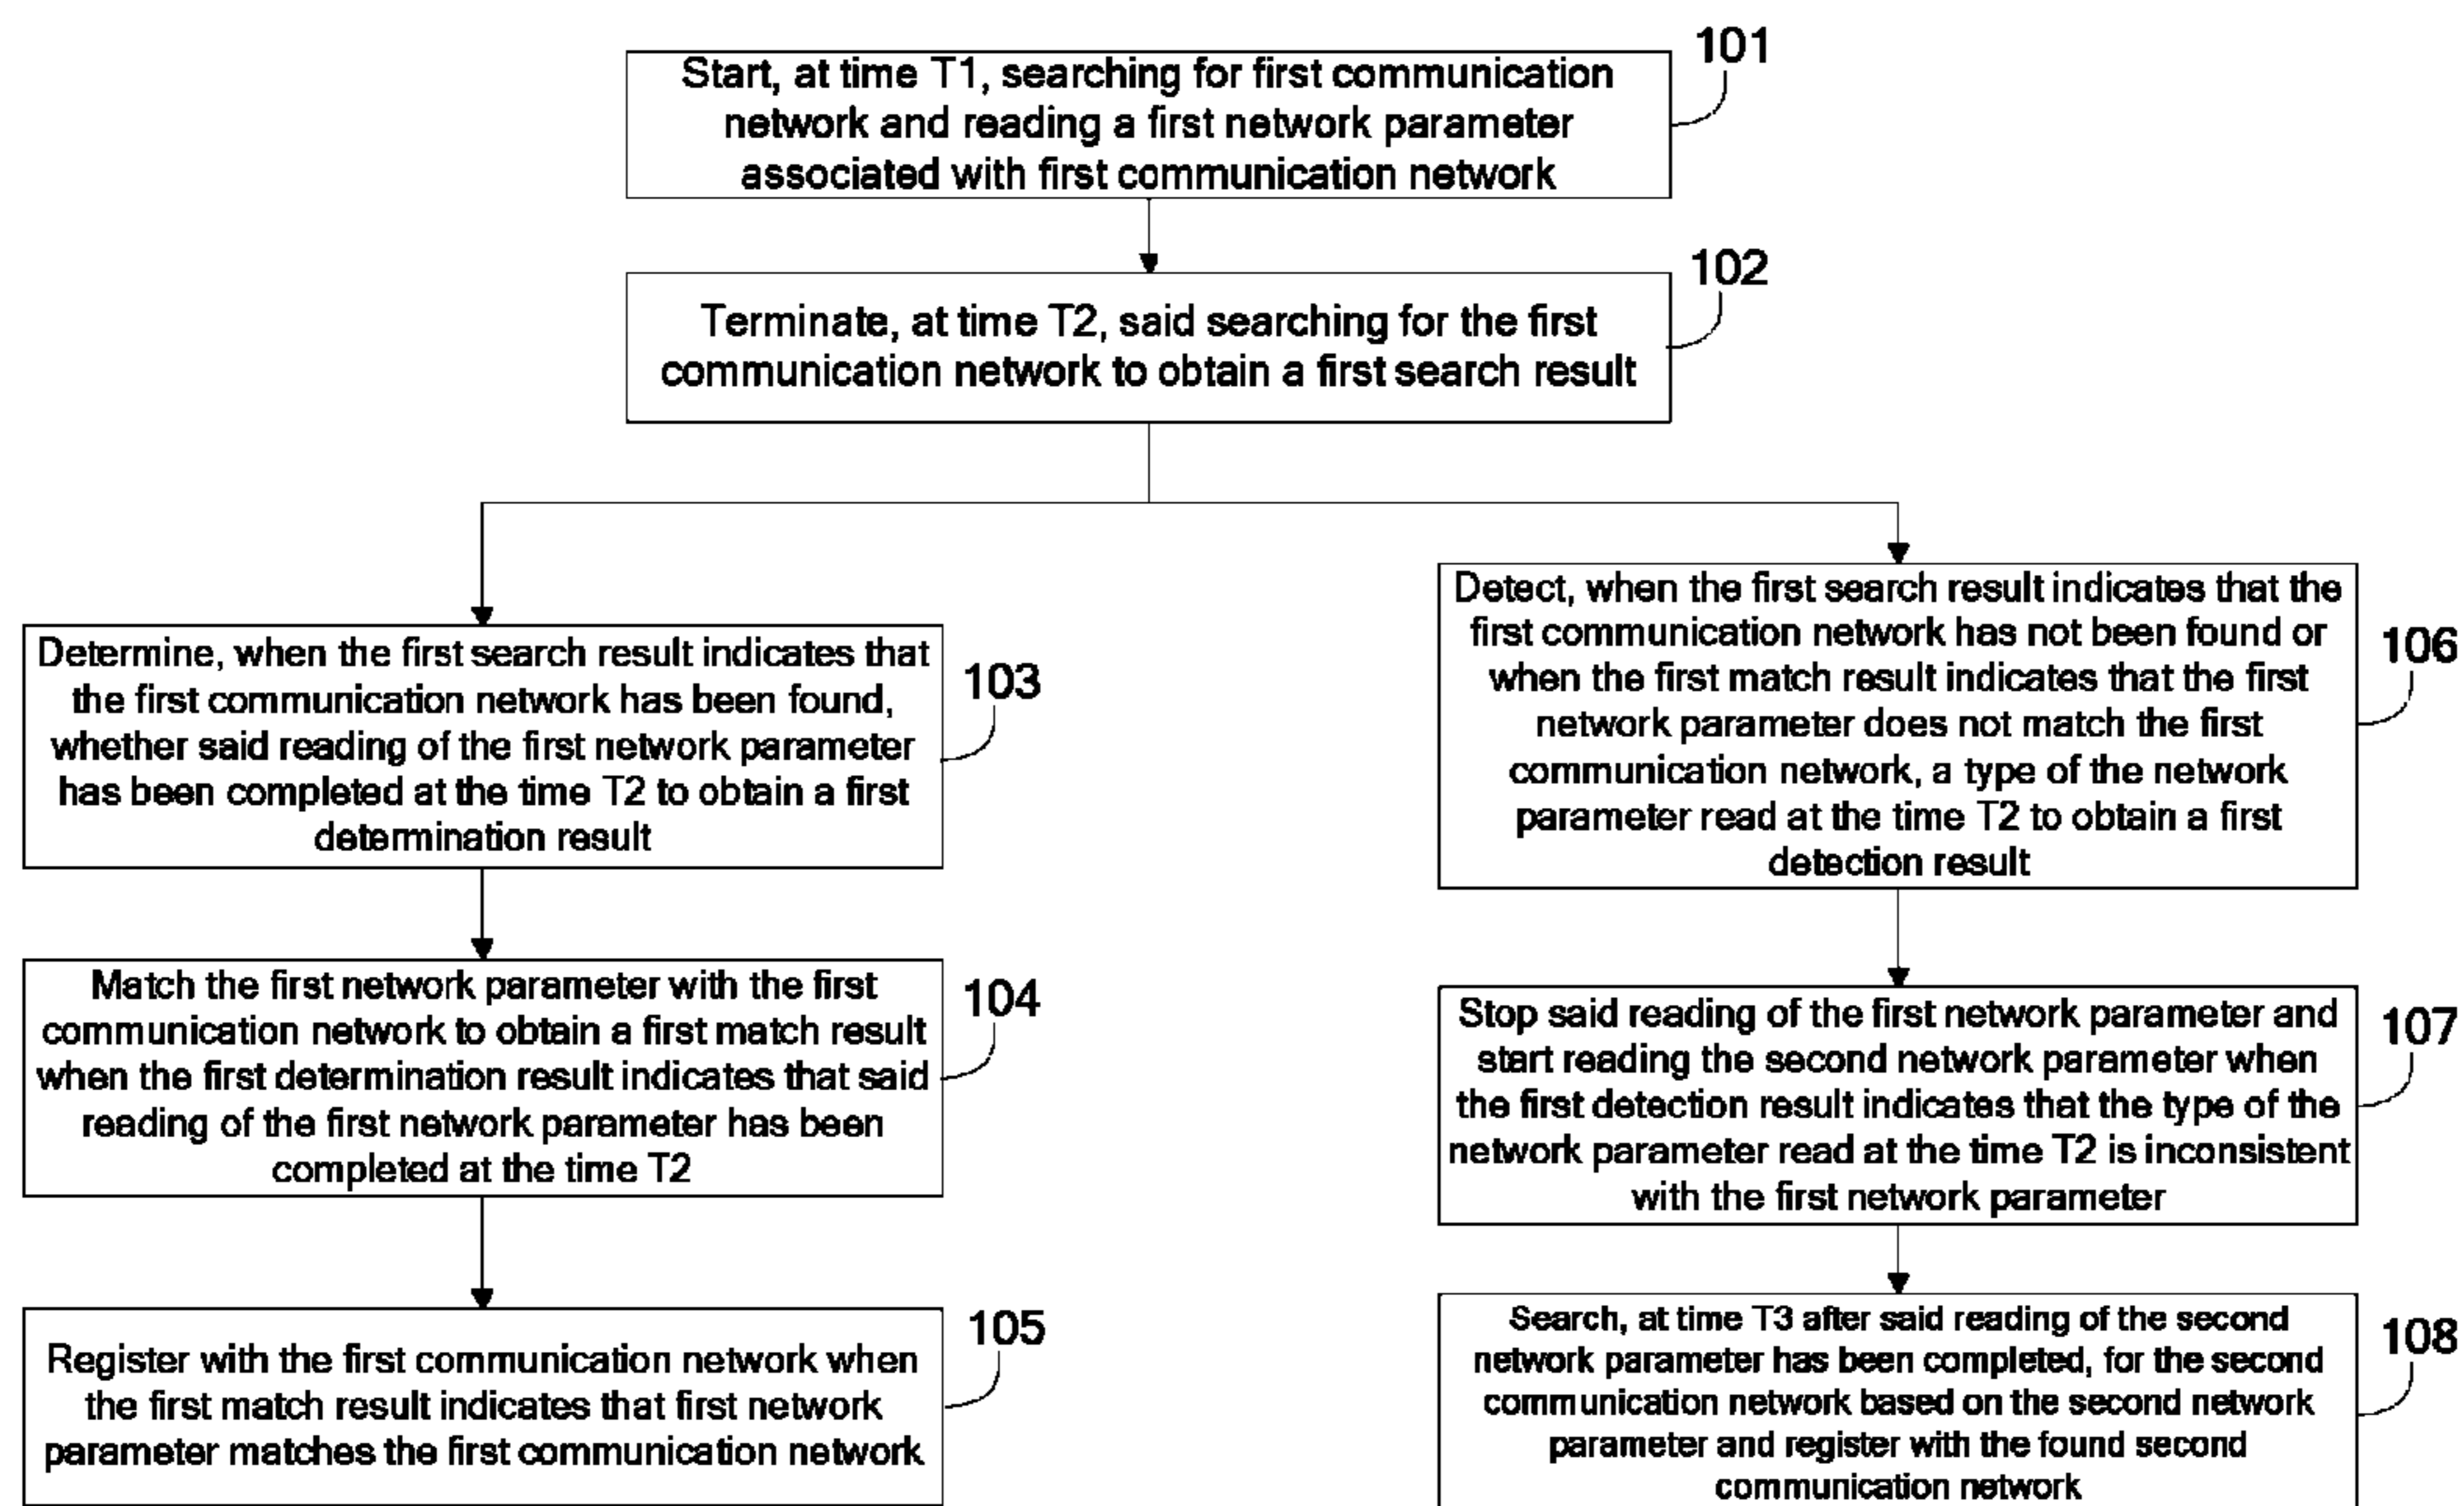 101
Start, at time T1, searching for first communication
network and reading a first network parameter
associated with first communication network
102
Terminate, at time T2, said searching for the first
communication network to obtain a first search result
Determine, when the first search result indicates that
the first communication network has been found,
whether said reading of the first network parameter
has been completed at the time T2 to obtain a first
determination result
103
Match the first network parameter with the first
communication network to obtain a first match result
when the first determination result indicates that said
reading of the first network parameter has been
completed at the time T2
104
Register with the first communication network when
the first match result indicates that first network
parameter matches the first communication network
105
Detect, when the first search result indicates that the
first communication network has not been found or
when the first match result indicates that the first
network parameter does not match the first
communication network, a type of the network
parameter read at the time T2 to obtain a first
detection result
106
Stop said reading of the first network parameter and
start reading the second network parameter when
the first detection result indicates that the type of the
network parameter read at the time T2 is inconsistent
with the first network parameter
107
Search, at time T3 after said reading of the second
network parameter has been completed, for the second
communication network based on the second network
parameter and register with the found second
communication network
108